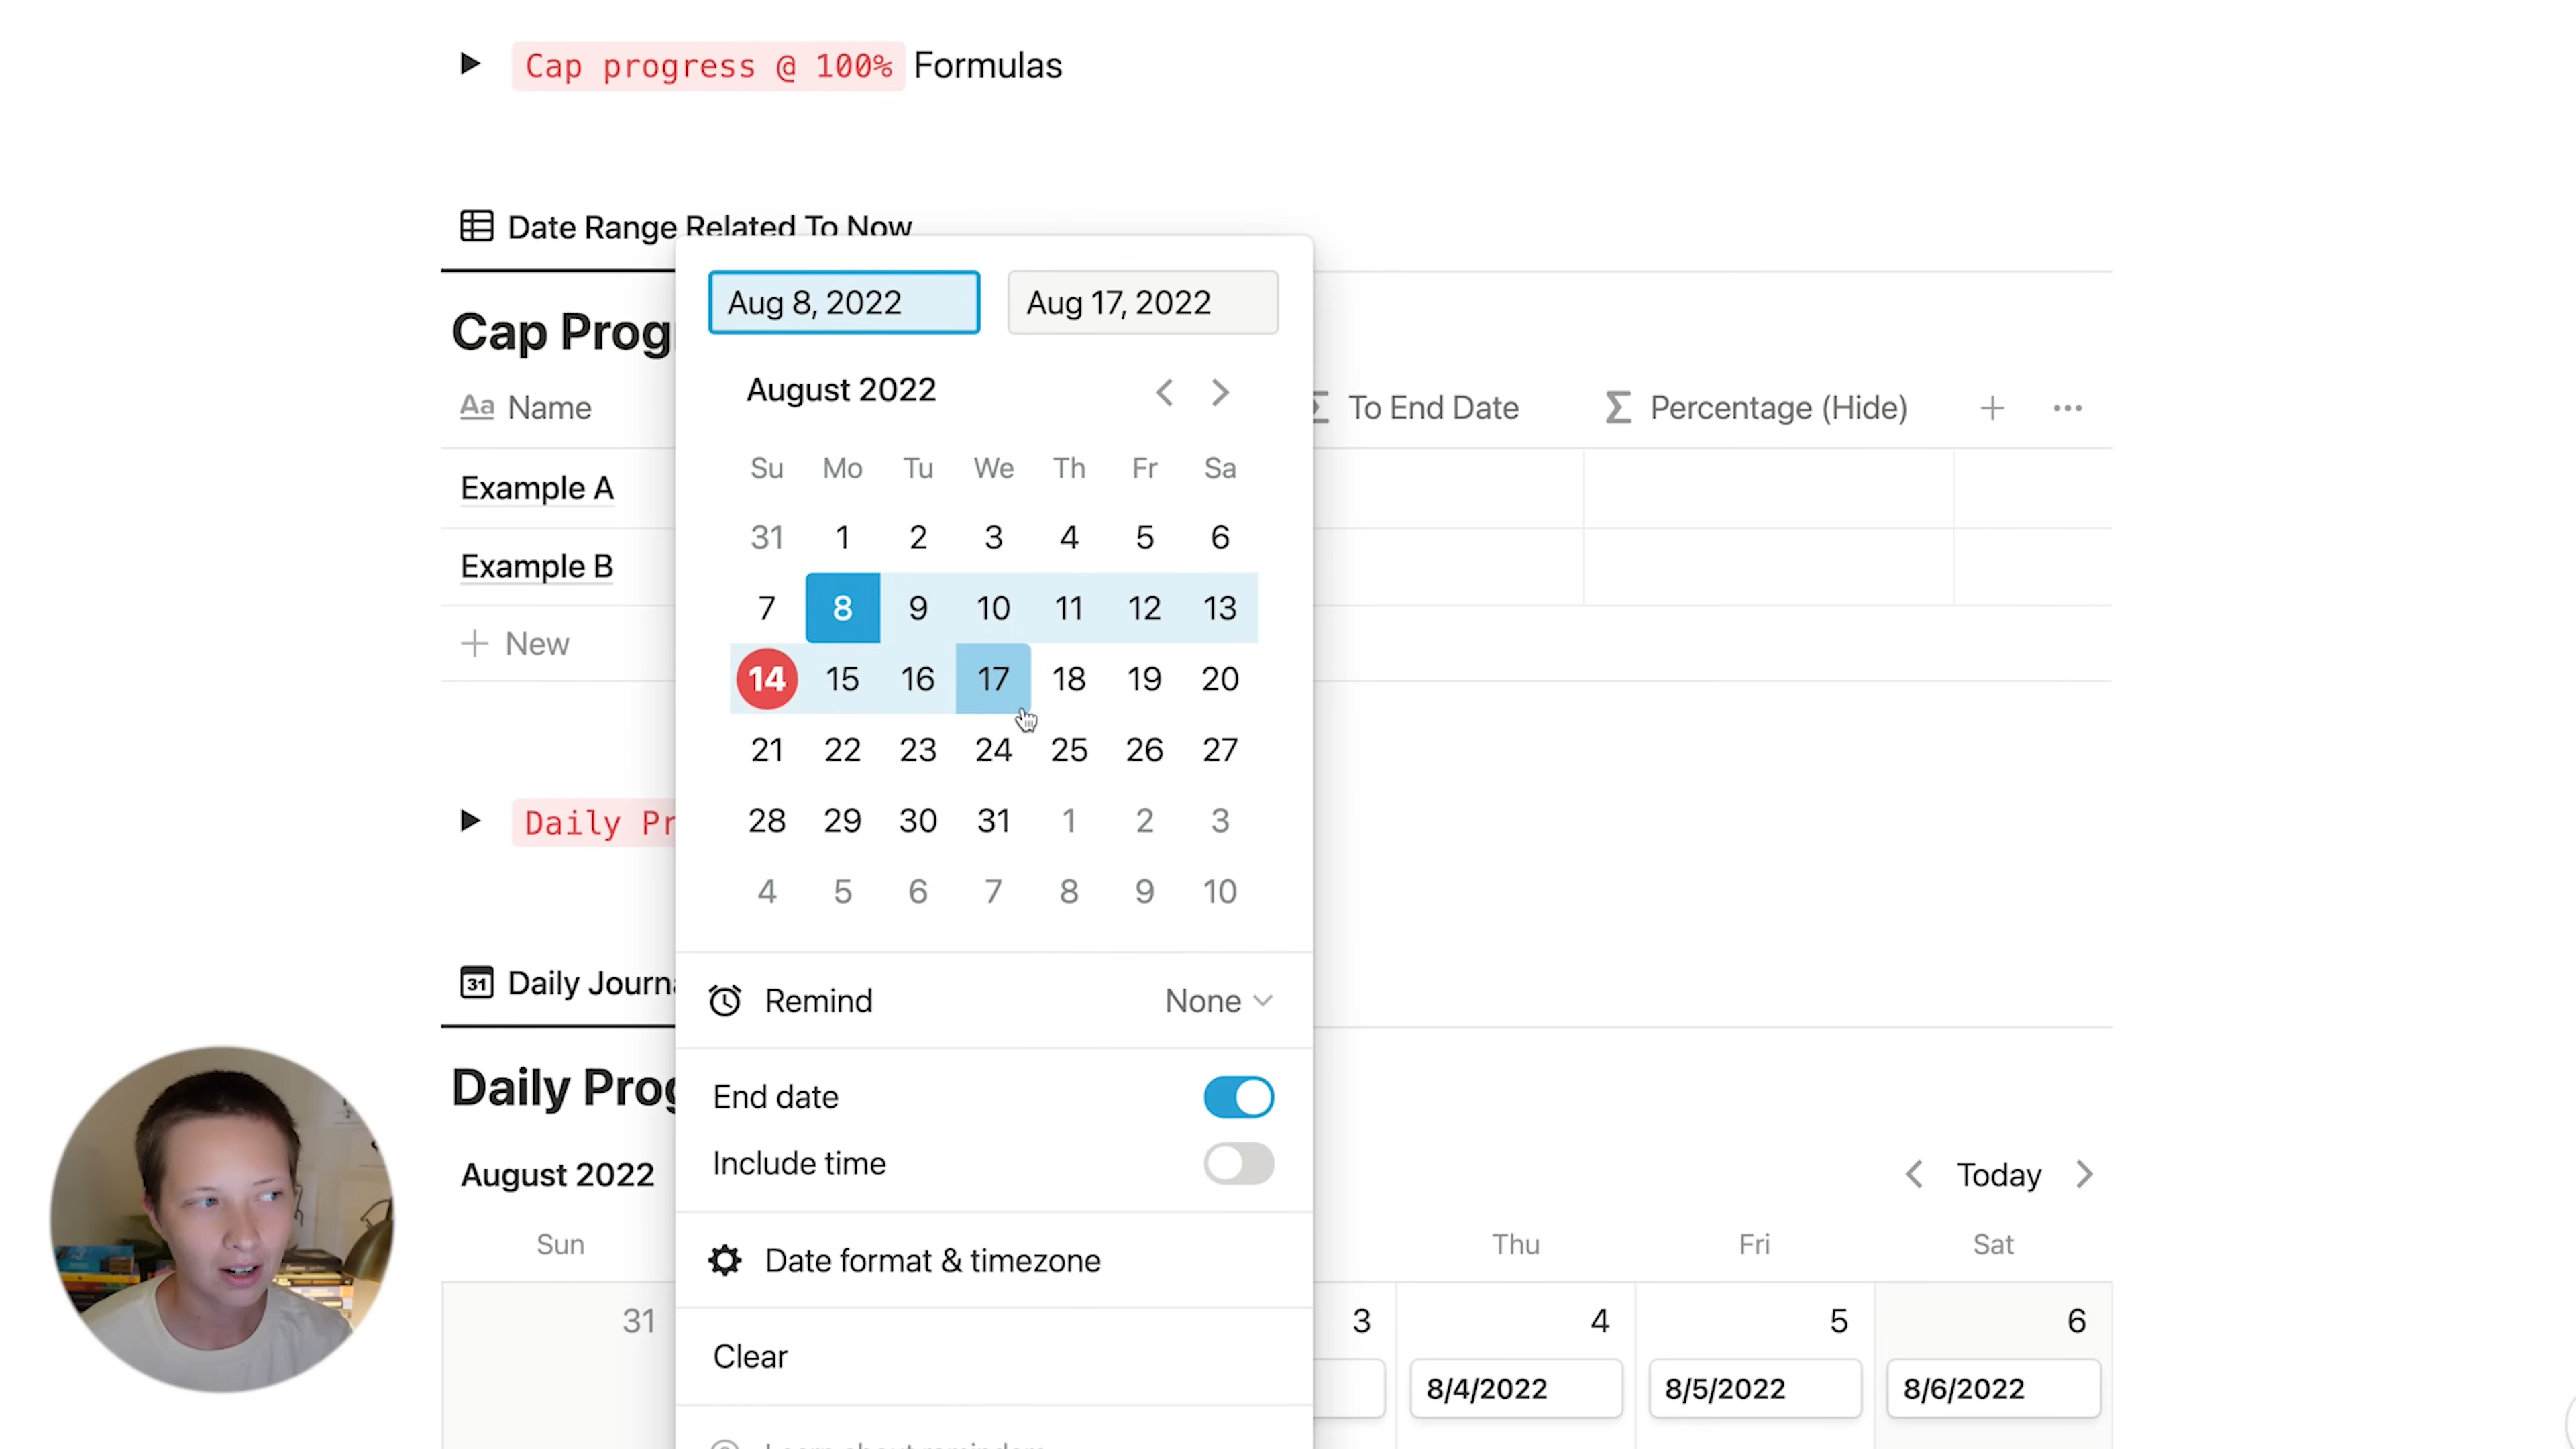 Cap progress @ 100% Formulas
Date Range Related To Now
Aug 8, 2022 Aug 17, 2022
Cap Prog
August 2022
Aa Name
To End Date
Percentage (Hide)
Su Mo Tu We Th Fr Sa
Example A
31 1 2 3 4 5 6
Example B
7 8 9 10 11 12 13
+ New
14 15 16 17 18 19 20
21 22 23 24 25 26 27
Daily Pr
28 29 30 31 1 2 3
4 5 6 7 8 9 10
31 Daily Journ
Remind None
Daily Prog
End date
Include time
August 2022
Today
Sun
Thu Fr​i Sat
Date format & timezone
31
3 4 5 6
Clear
8/4/2022 8/5/2022 8/6/2022